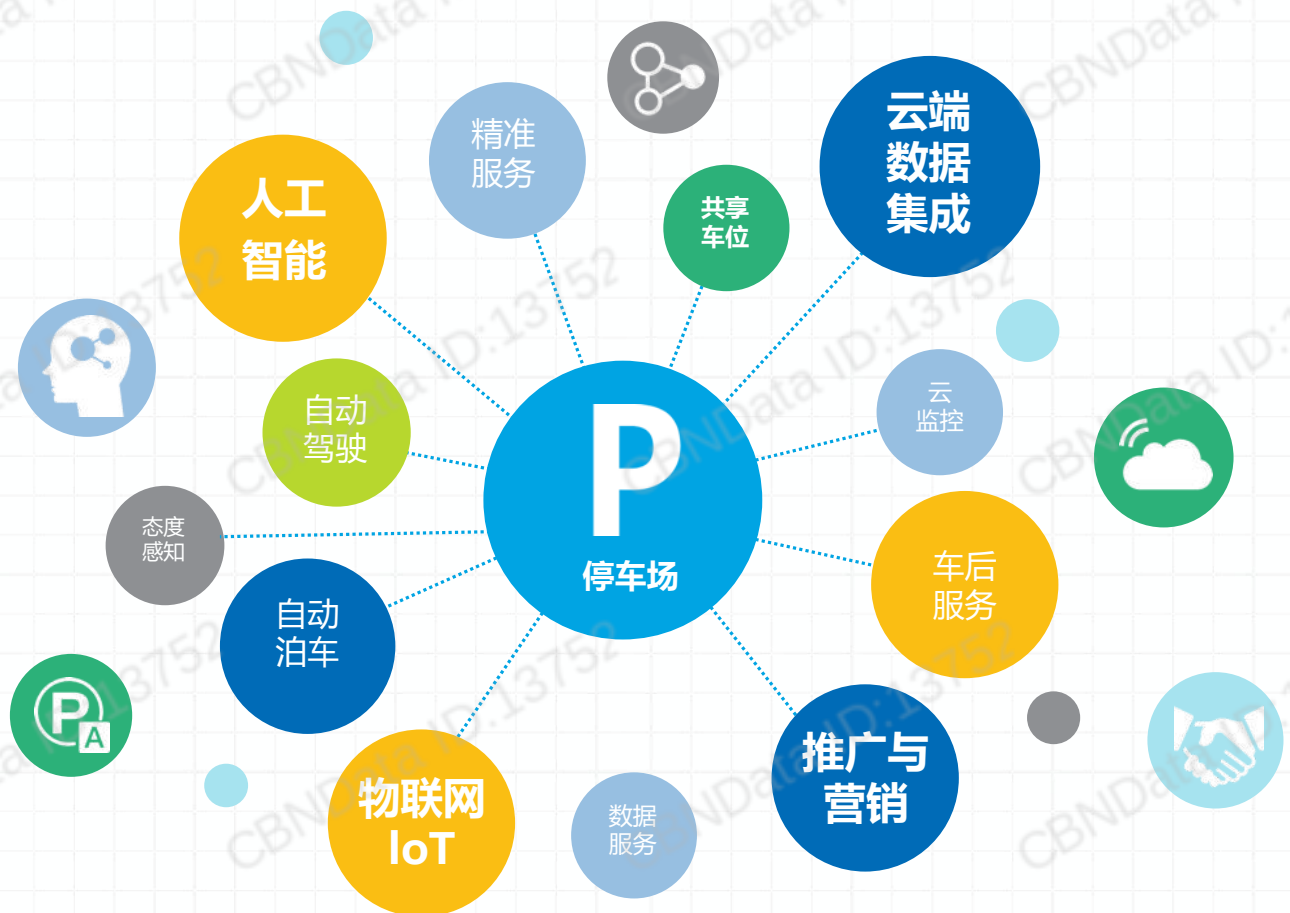 精准
服务
云端
数据
集成
人工
智能
共享
车位
自动
驾驶
云
监控
P
停车场
态度
感知
车后
服务
自动
泊车
P
A
推广与
营销
物联网
IoT
数据
服务
CBNData ID:13752